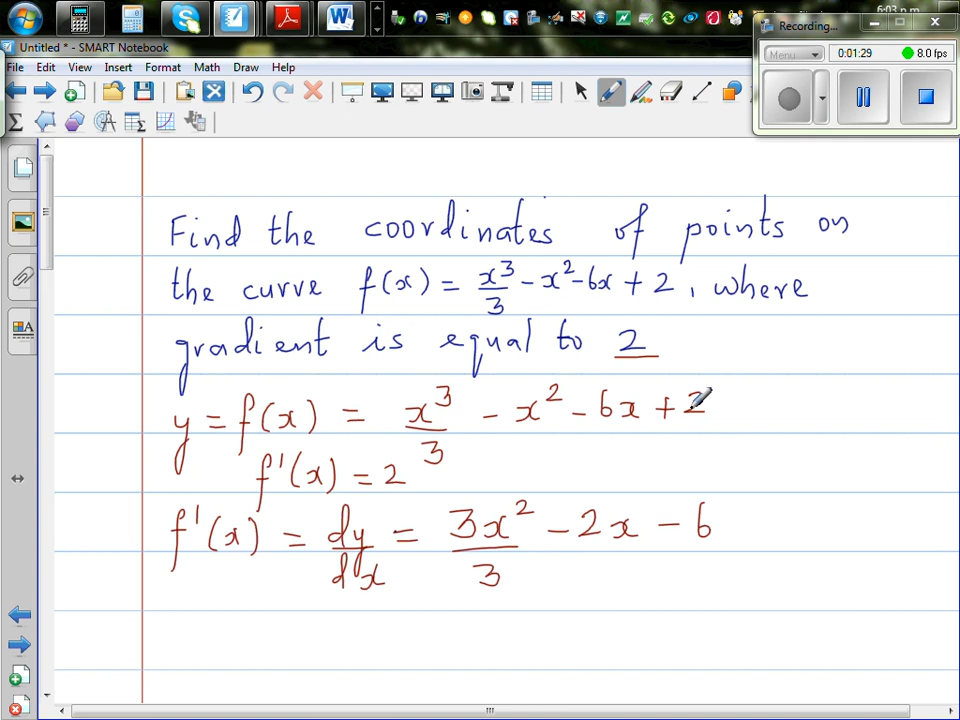 6:03 p.m.
Recording...
Untitled * - SMART Notebook
Menu
0:01:29
8.0 fps
File Edit View Insert Format Math Draw Help
Find the coordinates of points on
the curve f(x) = x³/3 - x² - 6x + 2, where
gradient is equal to 2
y = f(x) = x³/3 - x² - 6x + 2
f'(x) = 2
f'(x) = dy/dx = 3x²/3 - 2x - 6